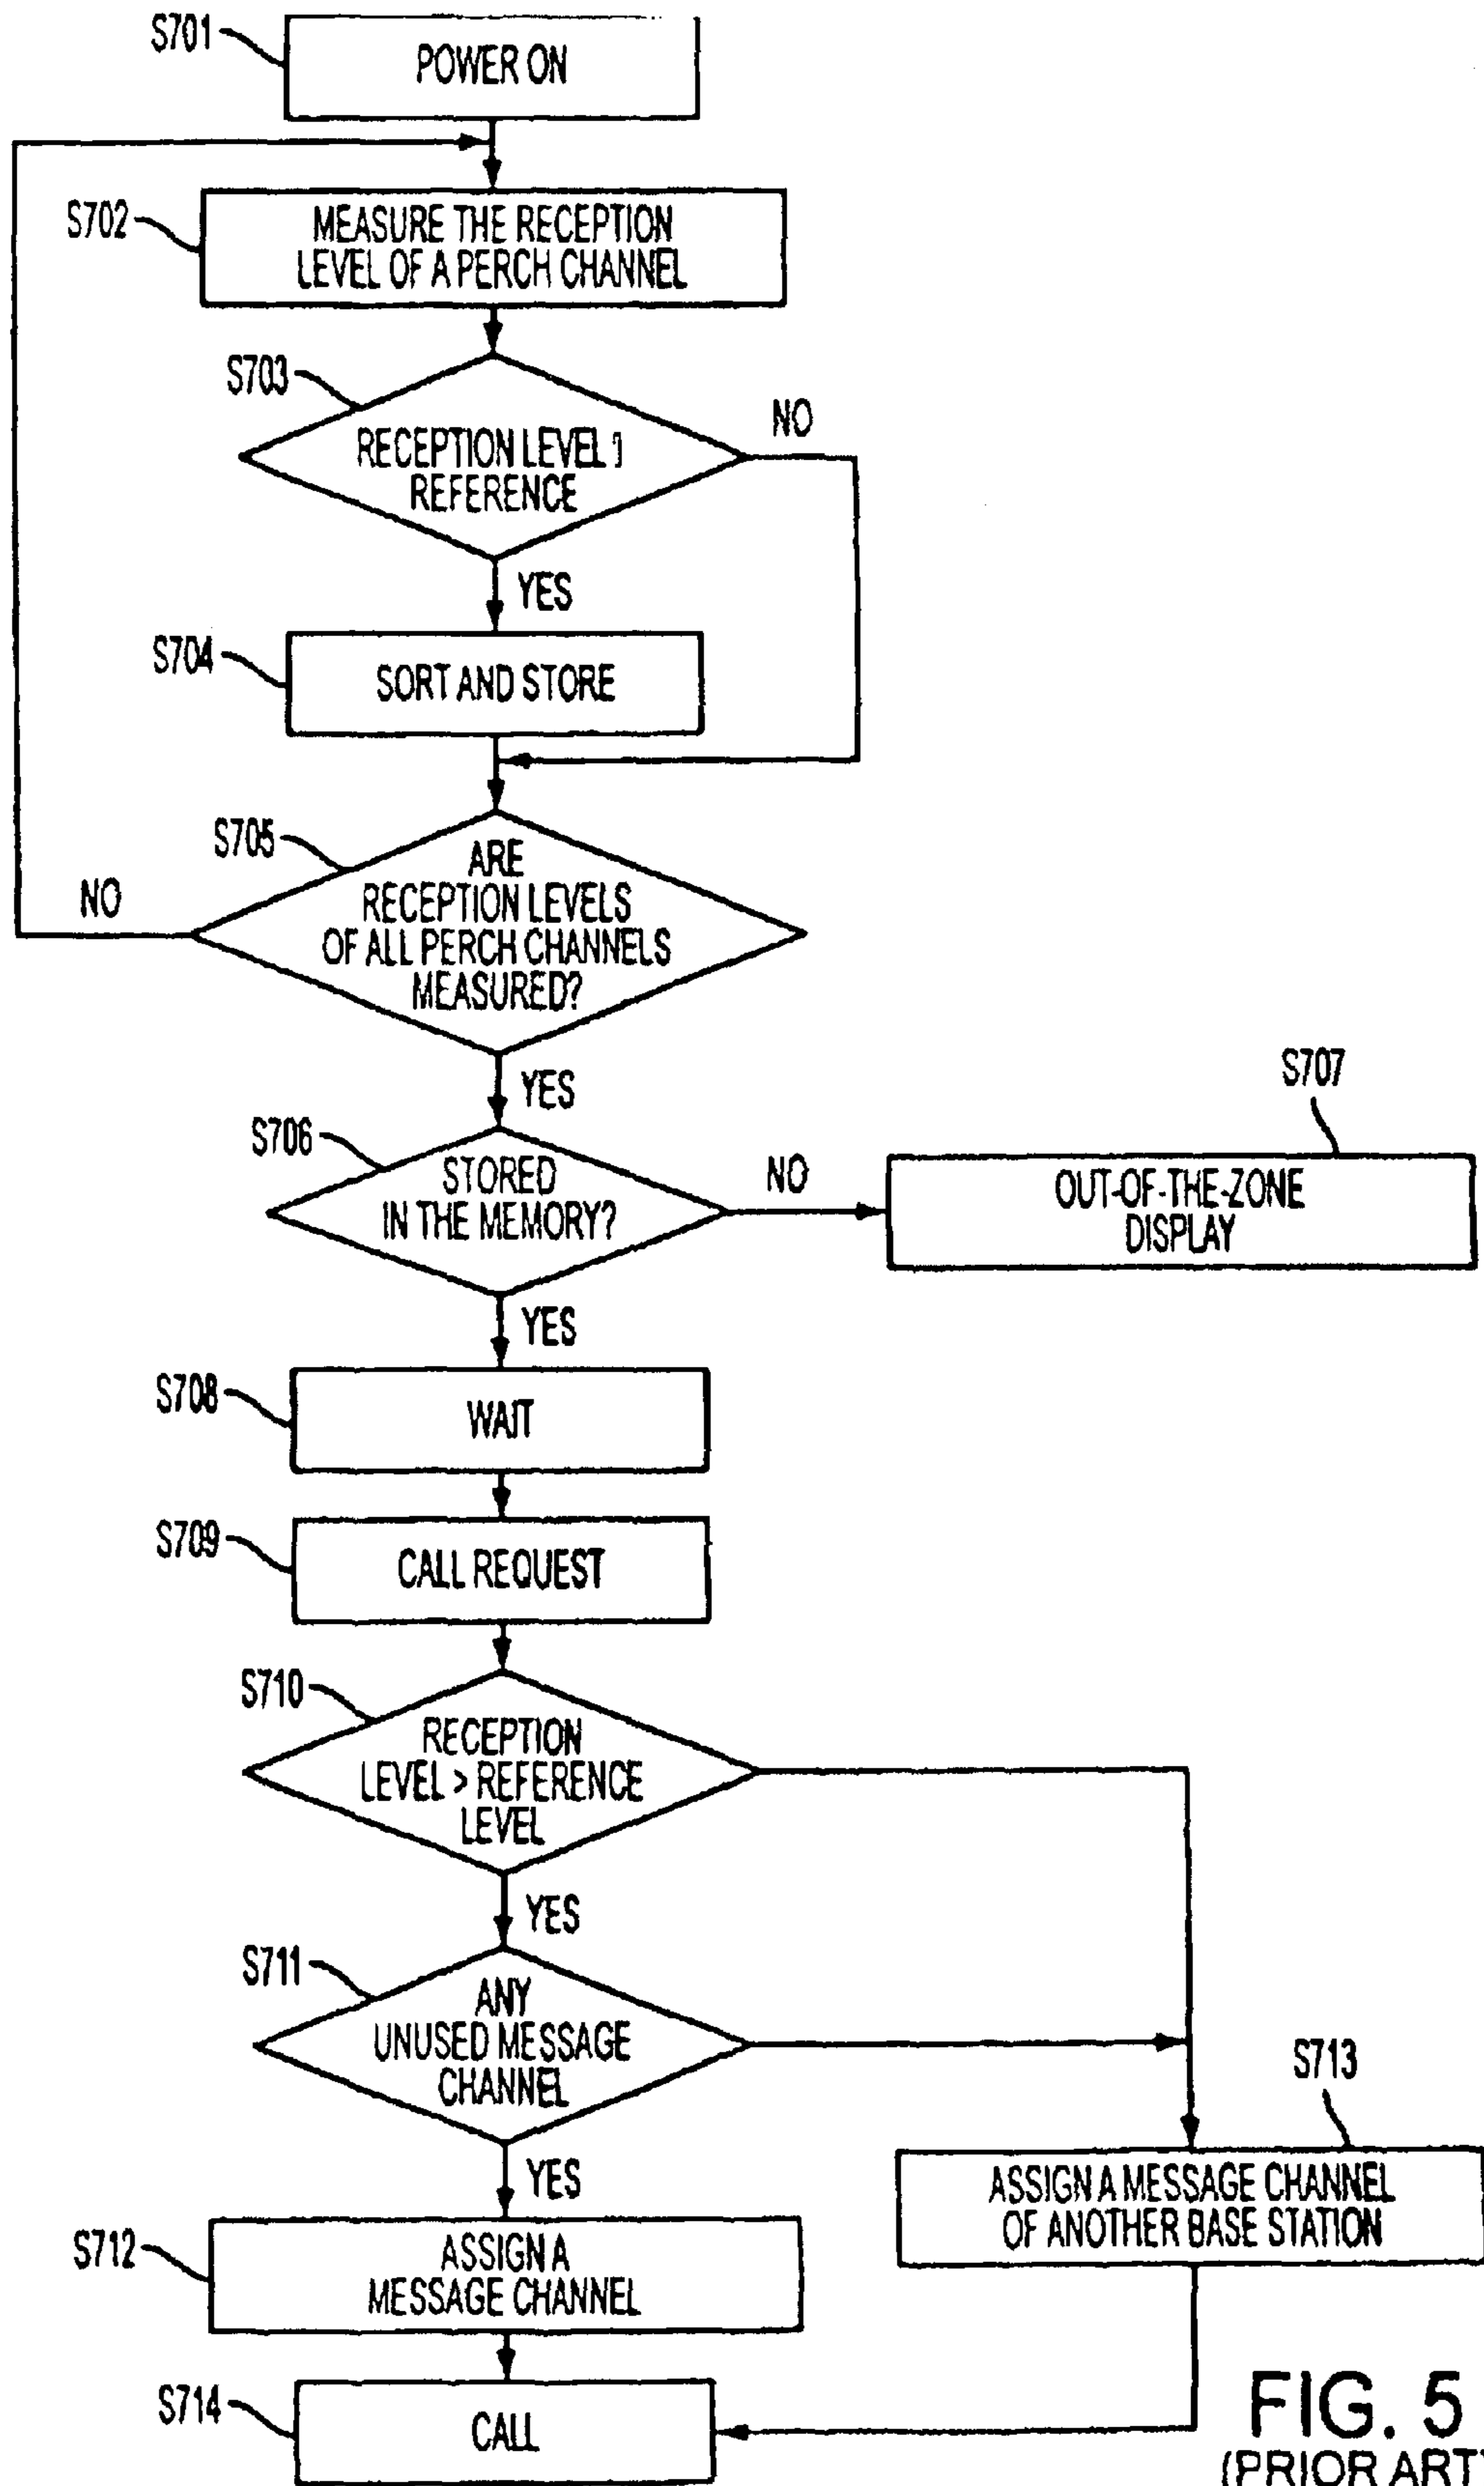 S701
POWER ON
S702
MEASURE THE RECEPTION
LEVEL OF A PERCH CHANNEL
S703
NO
RECEPTION LEVEL
REFERENCE
YES
S704
SORT AND STORE
S705
ARE
RECEPTION LEVELS
OF ALL PERCH CHANNELS
MEASURED?
NO
YES
S706
STORED
IN THE MEMORY?
NO
S707
OUT-OF-THE-ZONE
DISPLAY
YES
S708
WAIT
S709
CALL REQUEST
S710
RECEPTION
LEVEL > REFERENCE
LEVEL
YES
S711
ANY
UNUSED MESSAGE
CHANNEL
YES
S713
ASSIGN A MESSAGE CHANNEL
OF ANOTHER BASE STATION
S712
ASSIGN A
MESSAGE CHANNEL
S714
CALL
FIG. 5
(PRIOR ART)